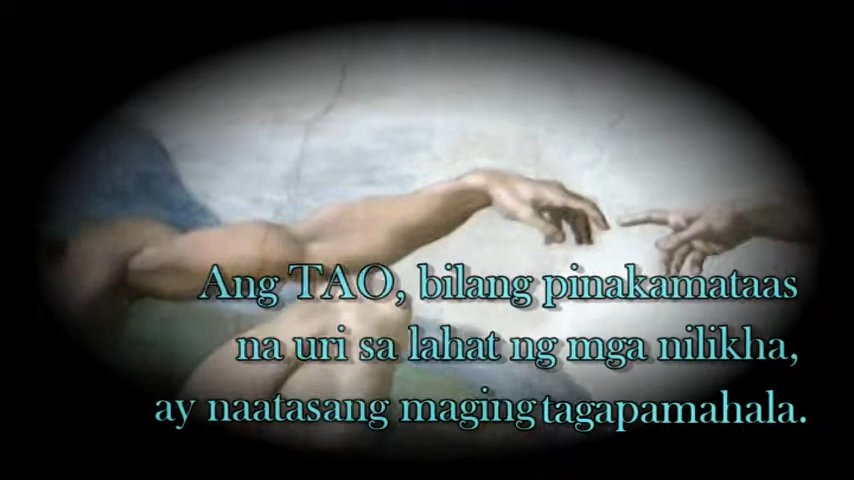 Ang TAO, bilang pinakamataas
na uri sa lahat ng mga nilikha,
ay naatasang maging tagapamahala.